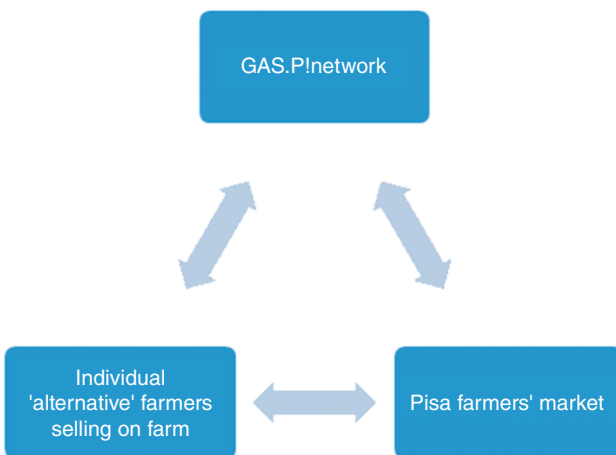 GAS.P!network
Individual
'alternative' farmers
selling on farm
Pisa farmers' market